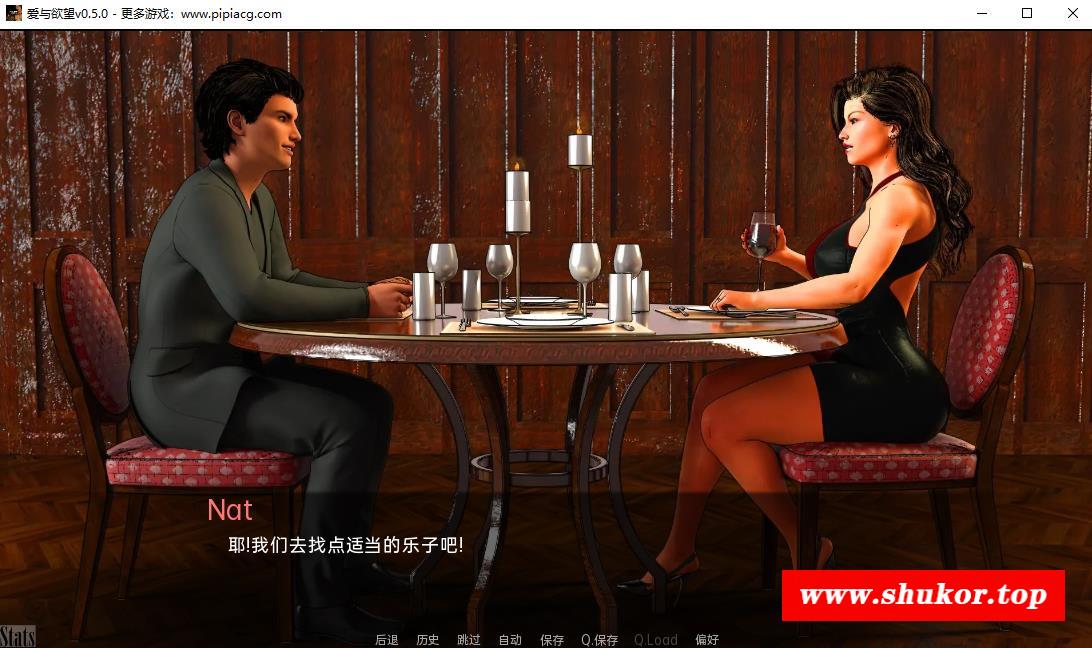 爱与欲望v0.5.0 - 更多游戏：www.pipiacg.com
Nat
耶!我们去找点适当的乐子吧!
www.shukor.top
Stats
后退 历史 跳过 自动 保存 Q.保存 Q.Load 偏好